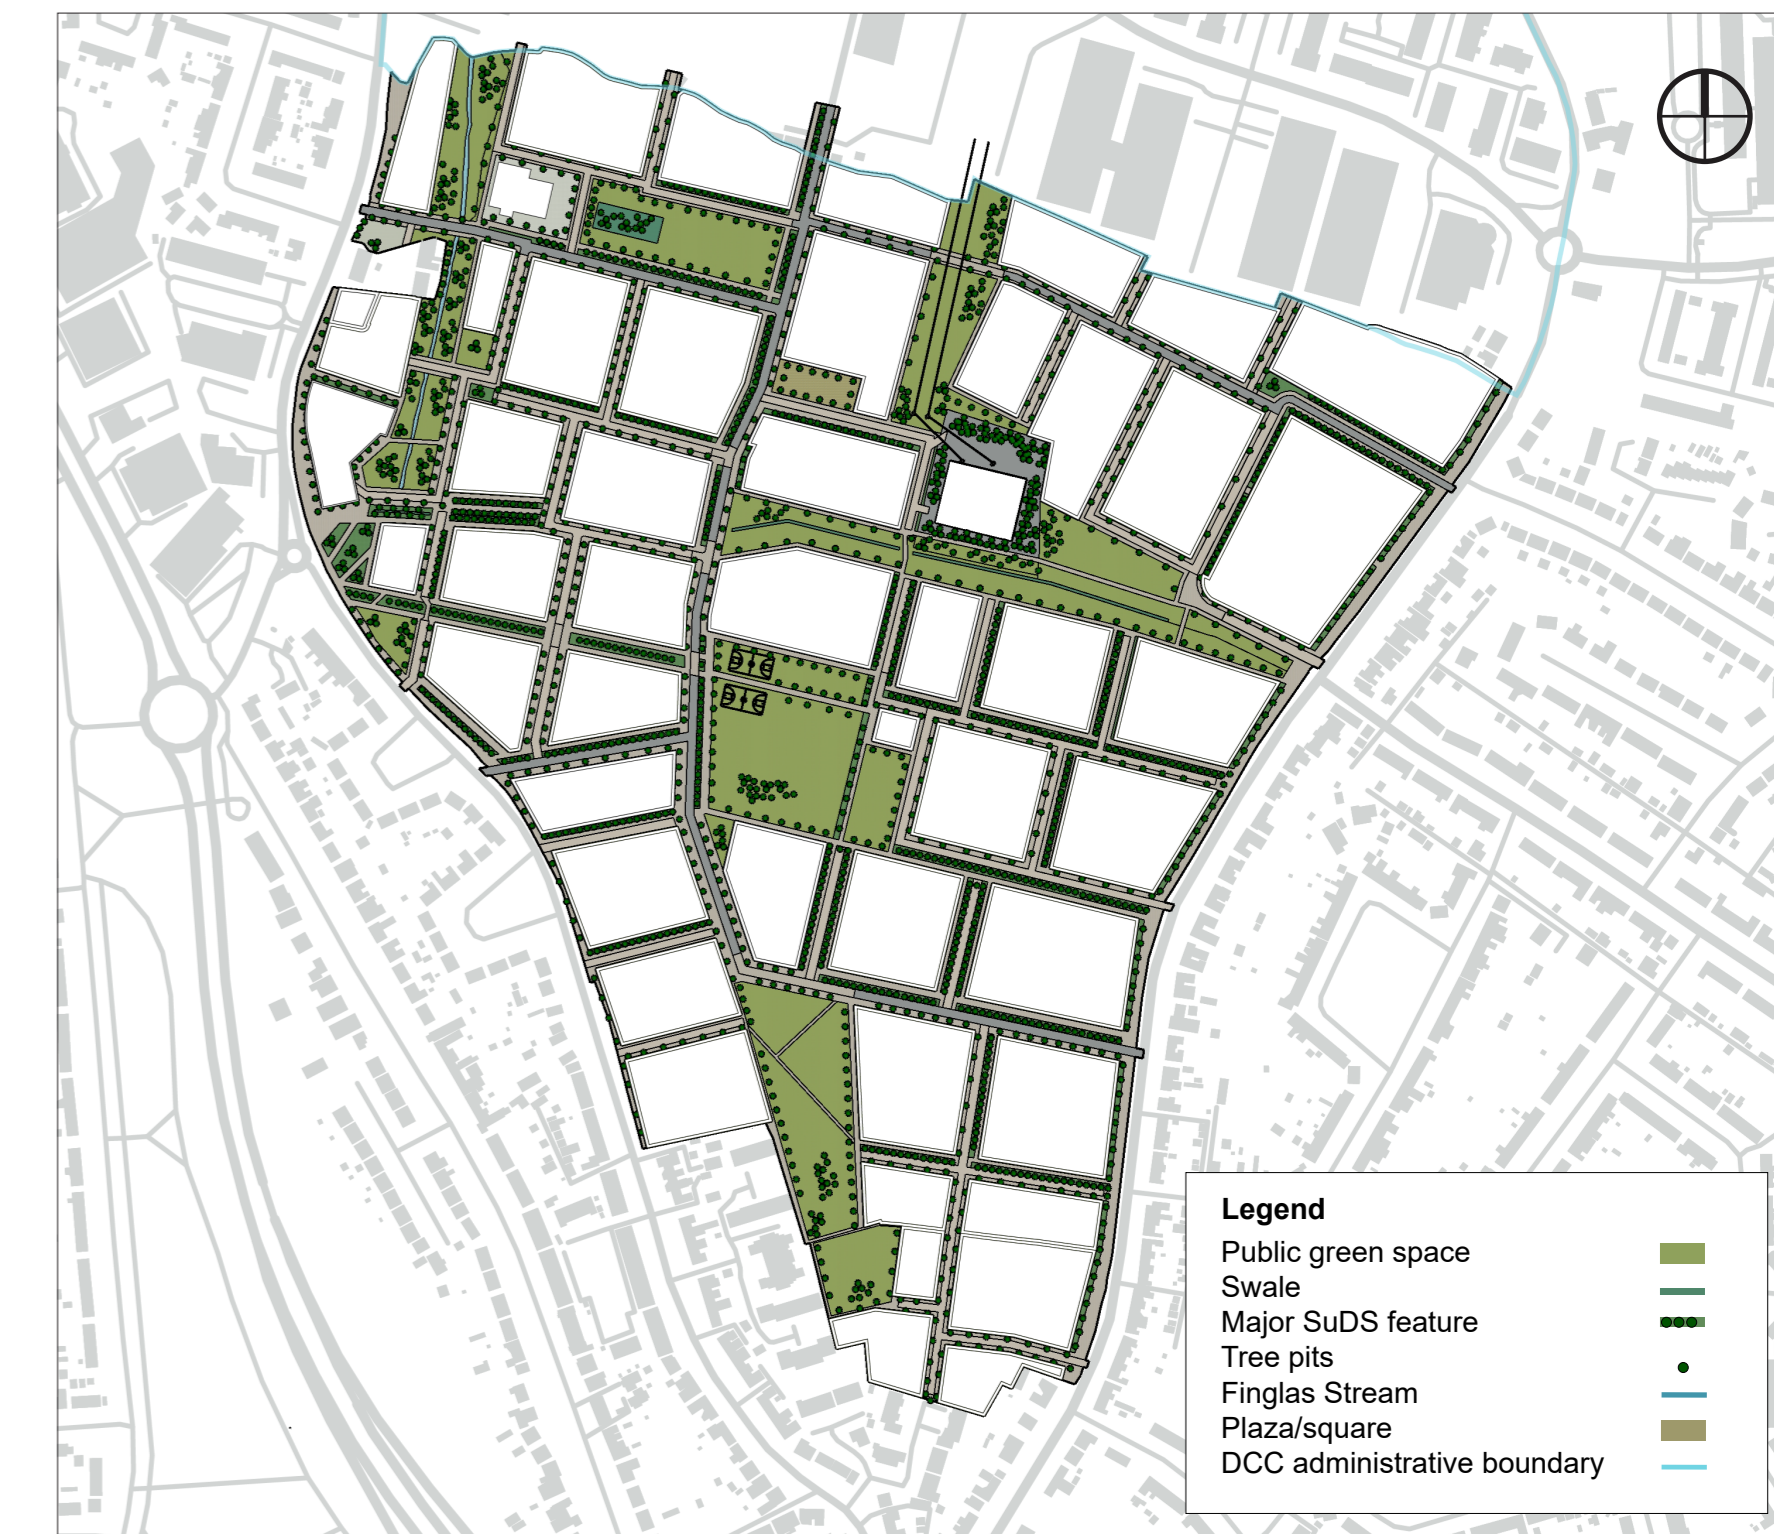 Legend
Public green space
Swale
Major SuDS feature
Tree pits
Finglas Stream
Plaza/square
DCC administrative boundary